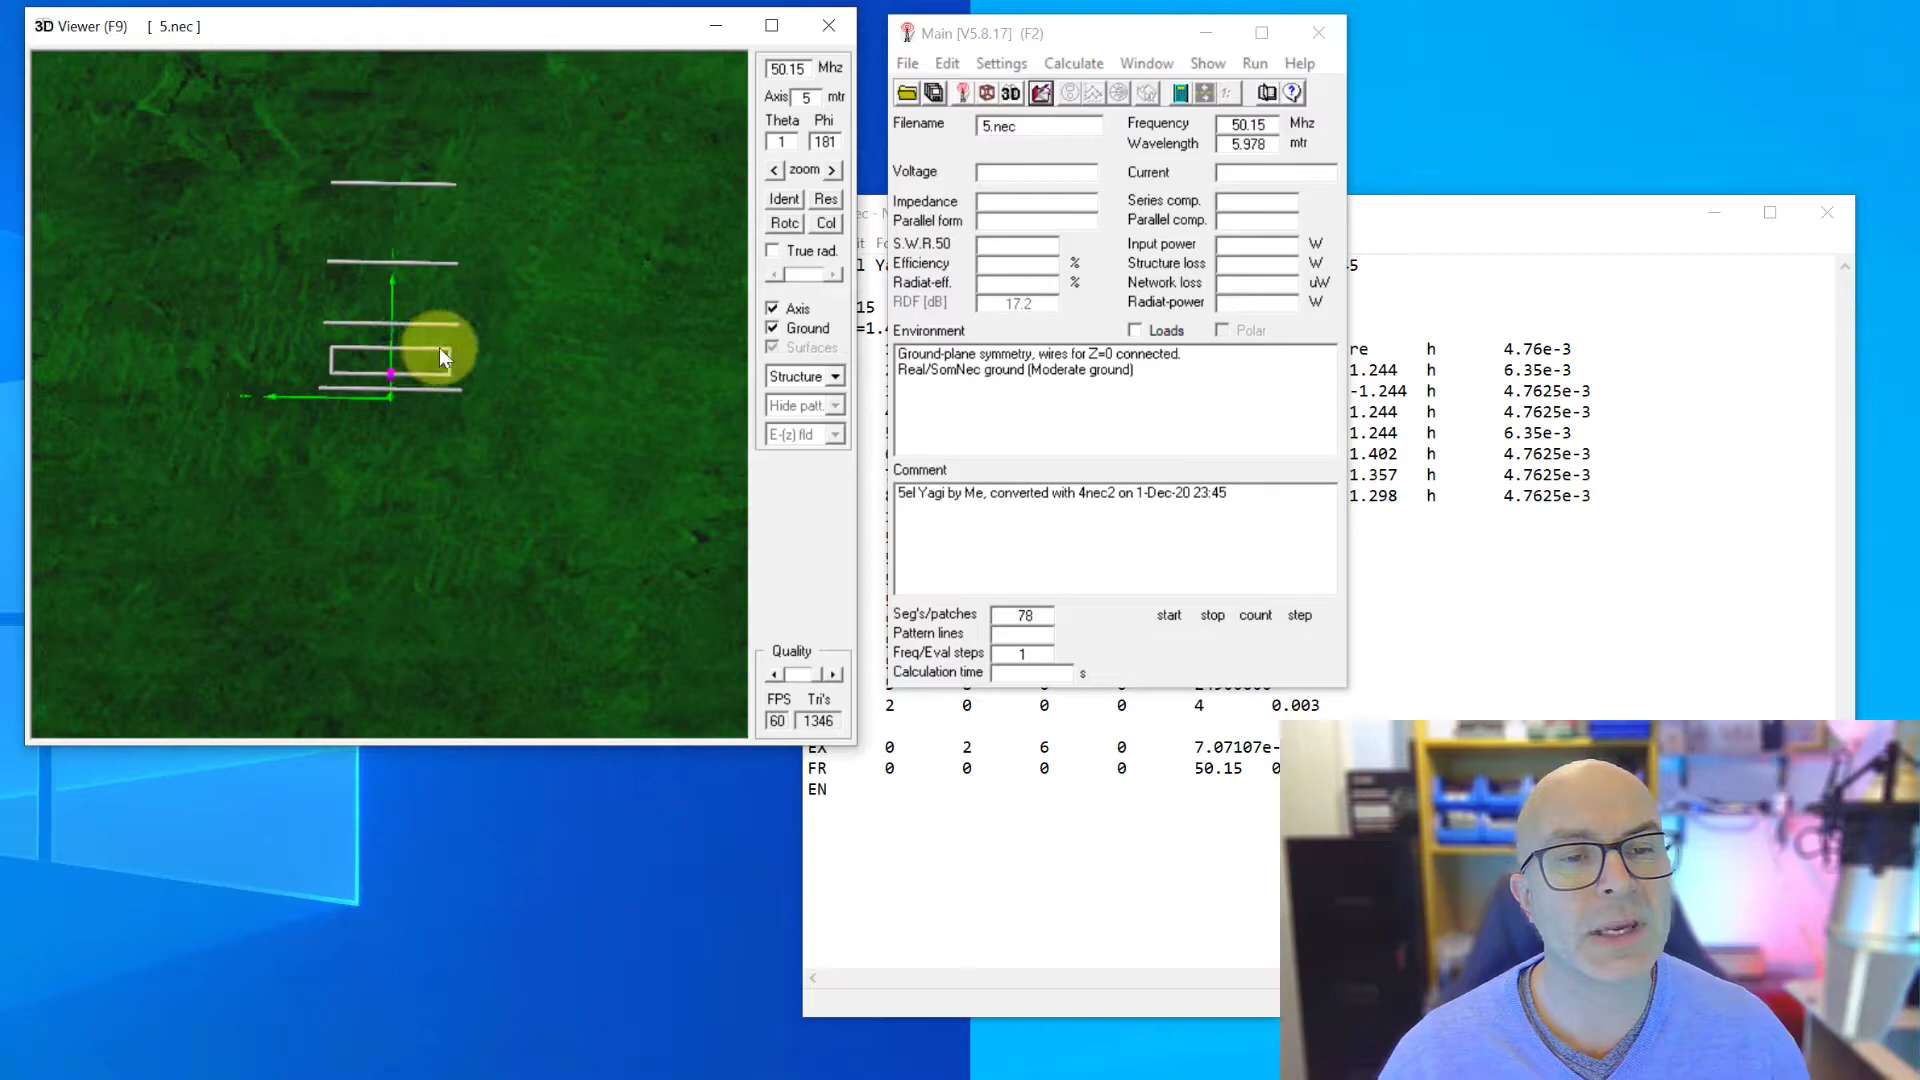 3D Viewer (F9) [ 5.nec ]
50.15 Mhz
Axis 5 mtr
Theta Phi
1 181
< zoom >
Ident Res
Rotc Col
True rad.
Axis
Ground
Surfaces
Structure
Hide patt.
E-(z) fld
Quality
FPS Tri's
60 1346
Main [V5.8.17] (F2)
File Edit Settings Calculate Window Show Run Help
3D
Filename 5.nec Frequency 50.15 Mhz
Wavelength 5.978 mtr
Voltage Current
Impedance Series comp.
Parallel form Parallel comp.
S.W.R.50 Input power W
Efficiency % Structure loss W
Radiat-eff. % Network loss uW
RDF [dB] 17.2 Radiat-power W
Environment Loads Polar
Ground-plane symmetry, wires for Z=0 connected.
Real/SomNec ground (Moderate ground)
Comment
5el Yagi by Me, converted with 4nec2 on 1-Dec-20 23:45
Seg's/patches 78 start stop count step
Pattern lines
Freq/Eval steps 1
Calculation time s
re h 4.76e-3
1.244 h 6.35e-3
-1.244 h 4.7625e-3
1.244 h 4.7625e-3
1.244 h 6.35e-3
1.402 h 4.7625e-3
1.357 h 4.7625e-3
1.298 h 4.7625e-3
2 0 0 0 4 0.003
EX 0 2 6 0 7.07107e-
FR 0 0 0 0 50.15 0
EN